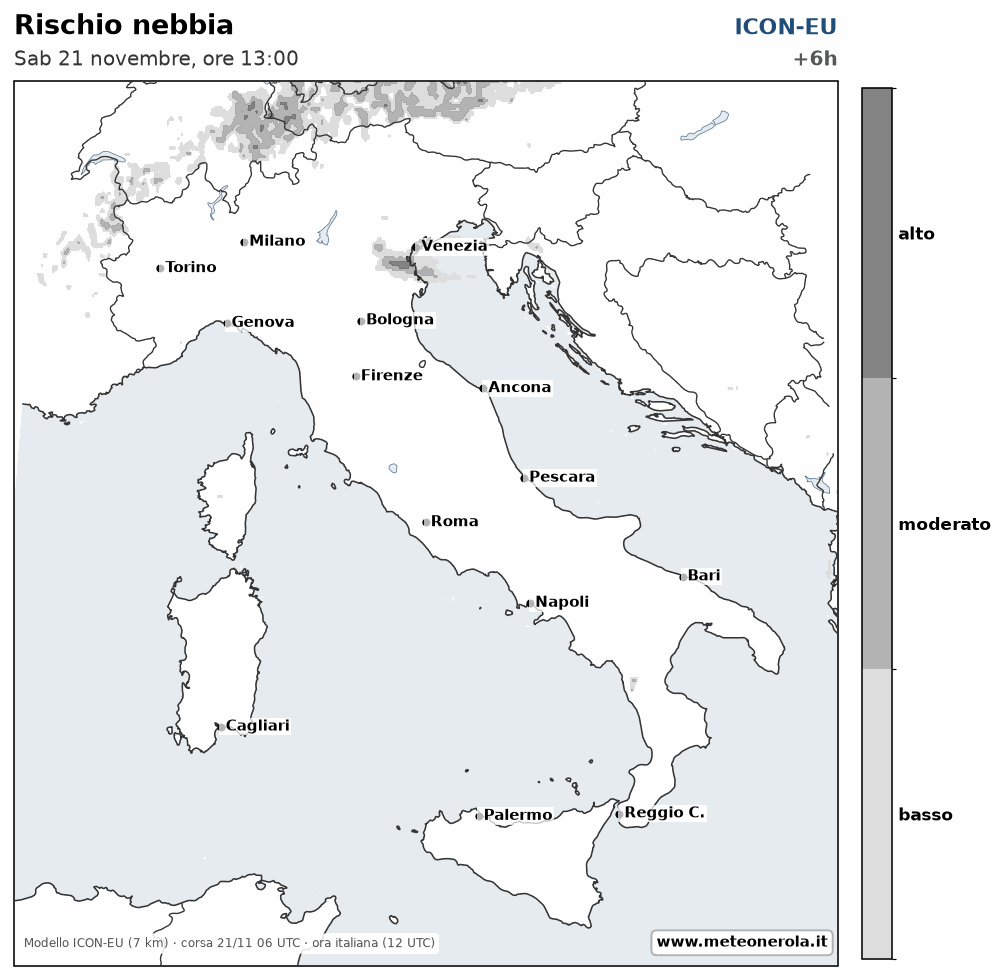 Rischio nebbia
ICON-EU
Sab 21 novembre, ore 13:00
+6h
alto
Milano
Venezia
Torino
Genova
Bologna
Firenze
Ancona
Pescara
Roma
moderato
Bari
Napoli
Cagliari
Palermo
Reggio C.
basso
Modello ICON-EU (7 km) · corsa 21/11 06 UTC · ora italiana (12 UTC)
www.meteonerola.it